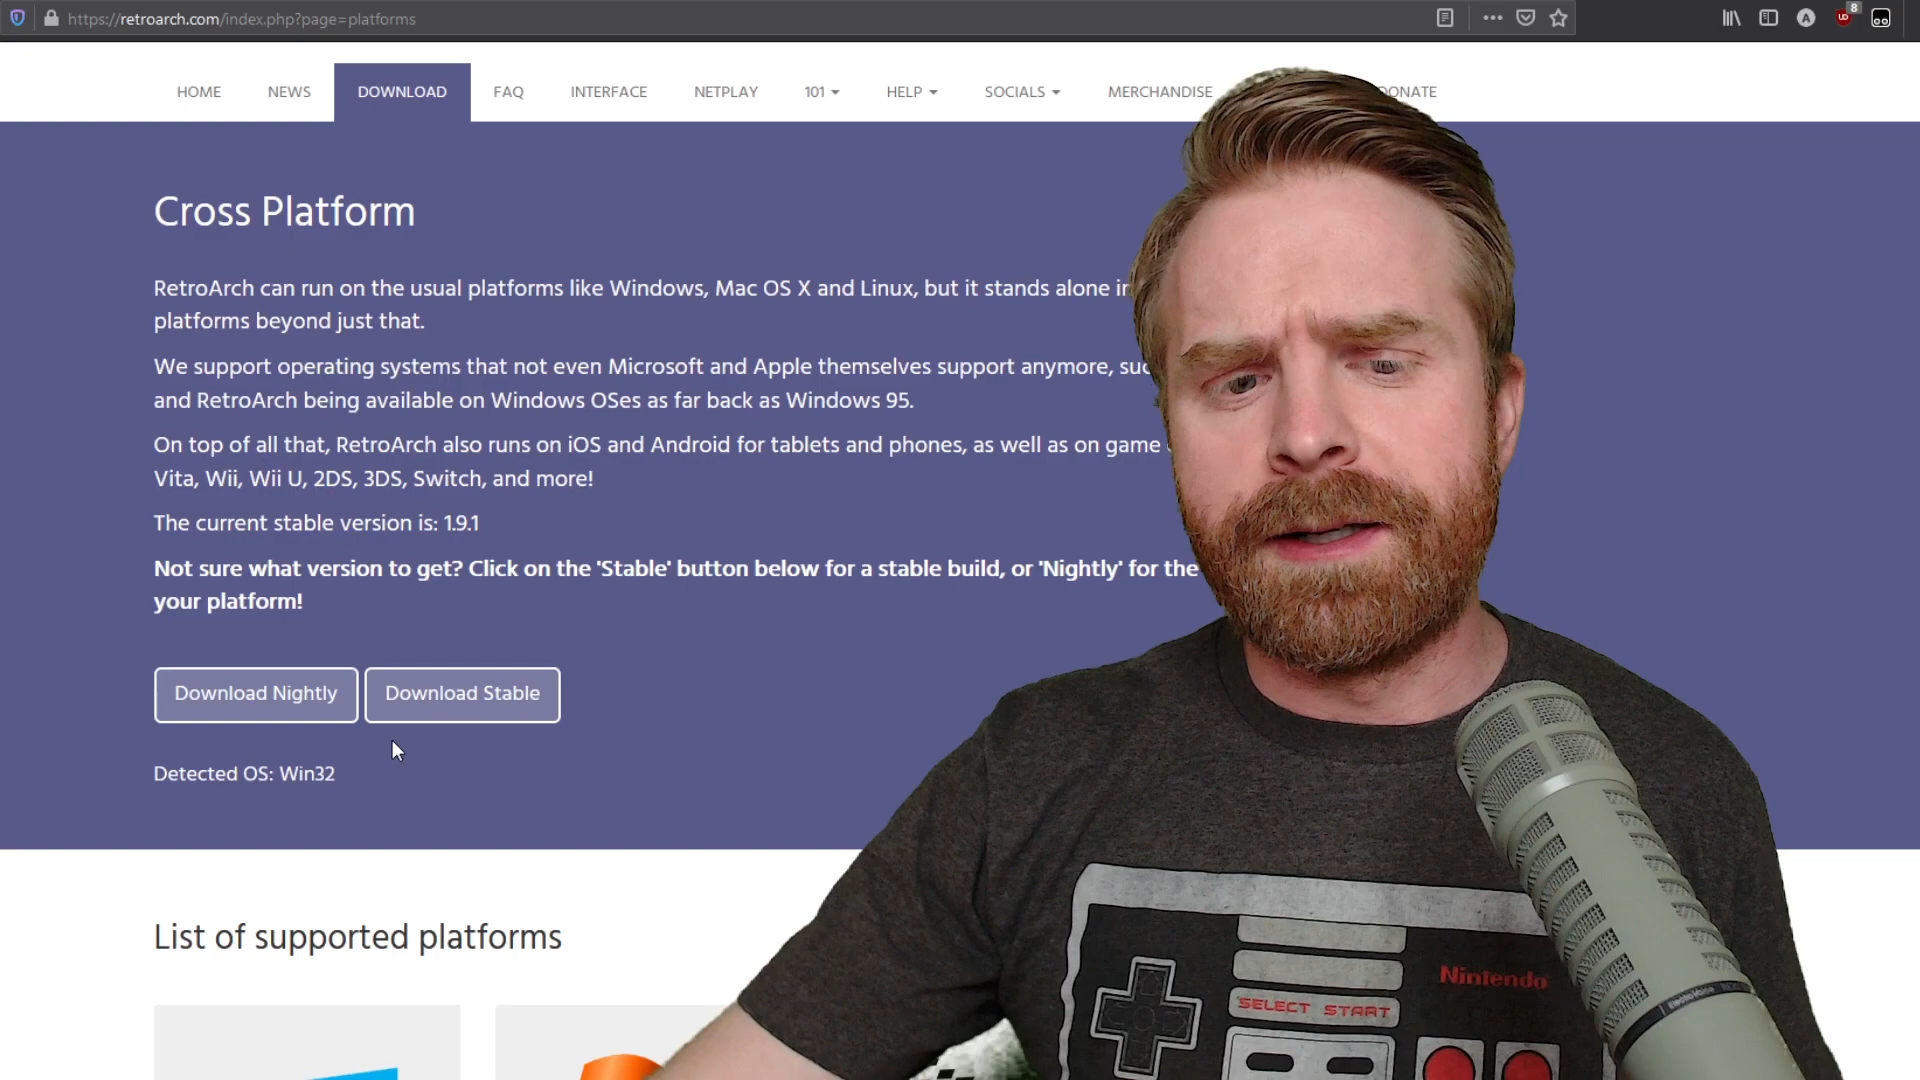 https://retroarch.com/index.php?page=platforms
8
HOME NEWS DOWNLOAD FAQ INTERFACE NETPLAY 101 HELP SOCIALS MERCHANDISE DONATE
Cross Platform
RetroArch can run on the usual platforms like Windows, Mac OS X and Linux, but it stands alone in
platforms beyond just that.
We support operating systems that not even Microsoft and Apple themselves support anymore,
and RetroArch being available on Windows OSes as far back as Windows 95.
On top of all that, RetroArch also runs on iOS and Android for tablets and phones, as well as on game
Vita, Wii, Wii U, 2DS, 3DS, Switch, and more!
The current stable version is: 1.9.1
Not sure what version to get? Click on the 'Stable' button below for a stable build, or 'Nightly' for the
your platform!
Download Nightly Download Stable
Detected OS: Win32
List of supported platforms
Nintendo
SELECT START
Electro-Voice